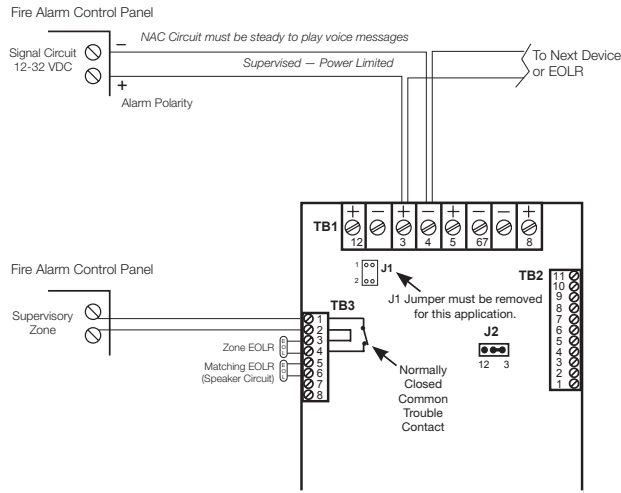 Fire Alarm Control Panel
Signal Circuit
12-32 VDC
–
NAC Circuit must be steady to play voice messages
Supervised — Power Limited
+
Alarm Polarity
To Next Device
or EOLR
TB1
+ – + – + – – +
12 3 4 5 67 8
1
2
J1
J1 Jumper must be removed
for this application.
TB2
11
10
9
8
7
6
5
4
3
2
1
J2
12 3
Fire Alarm Control Panel
Supervisory
Zone
TB3
1
2
3
4
5
6
7
8
Zone EOLR
EOL
Matching EOLR
(Speaker Circuit)
EOL
Normally
Closed
Common
Trouble
Contact